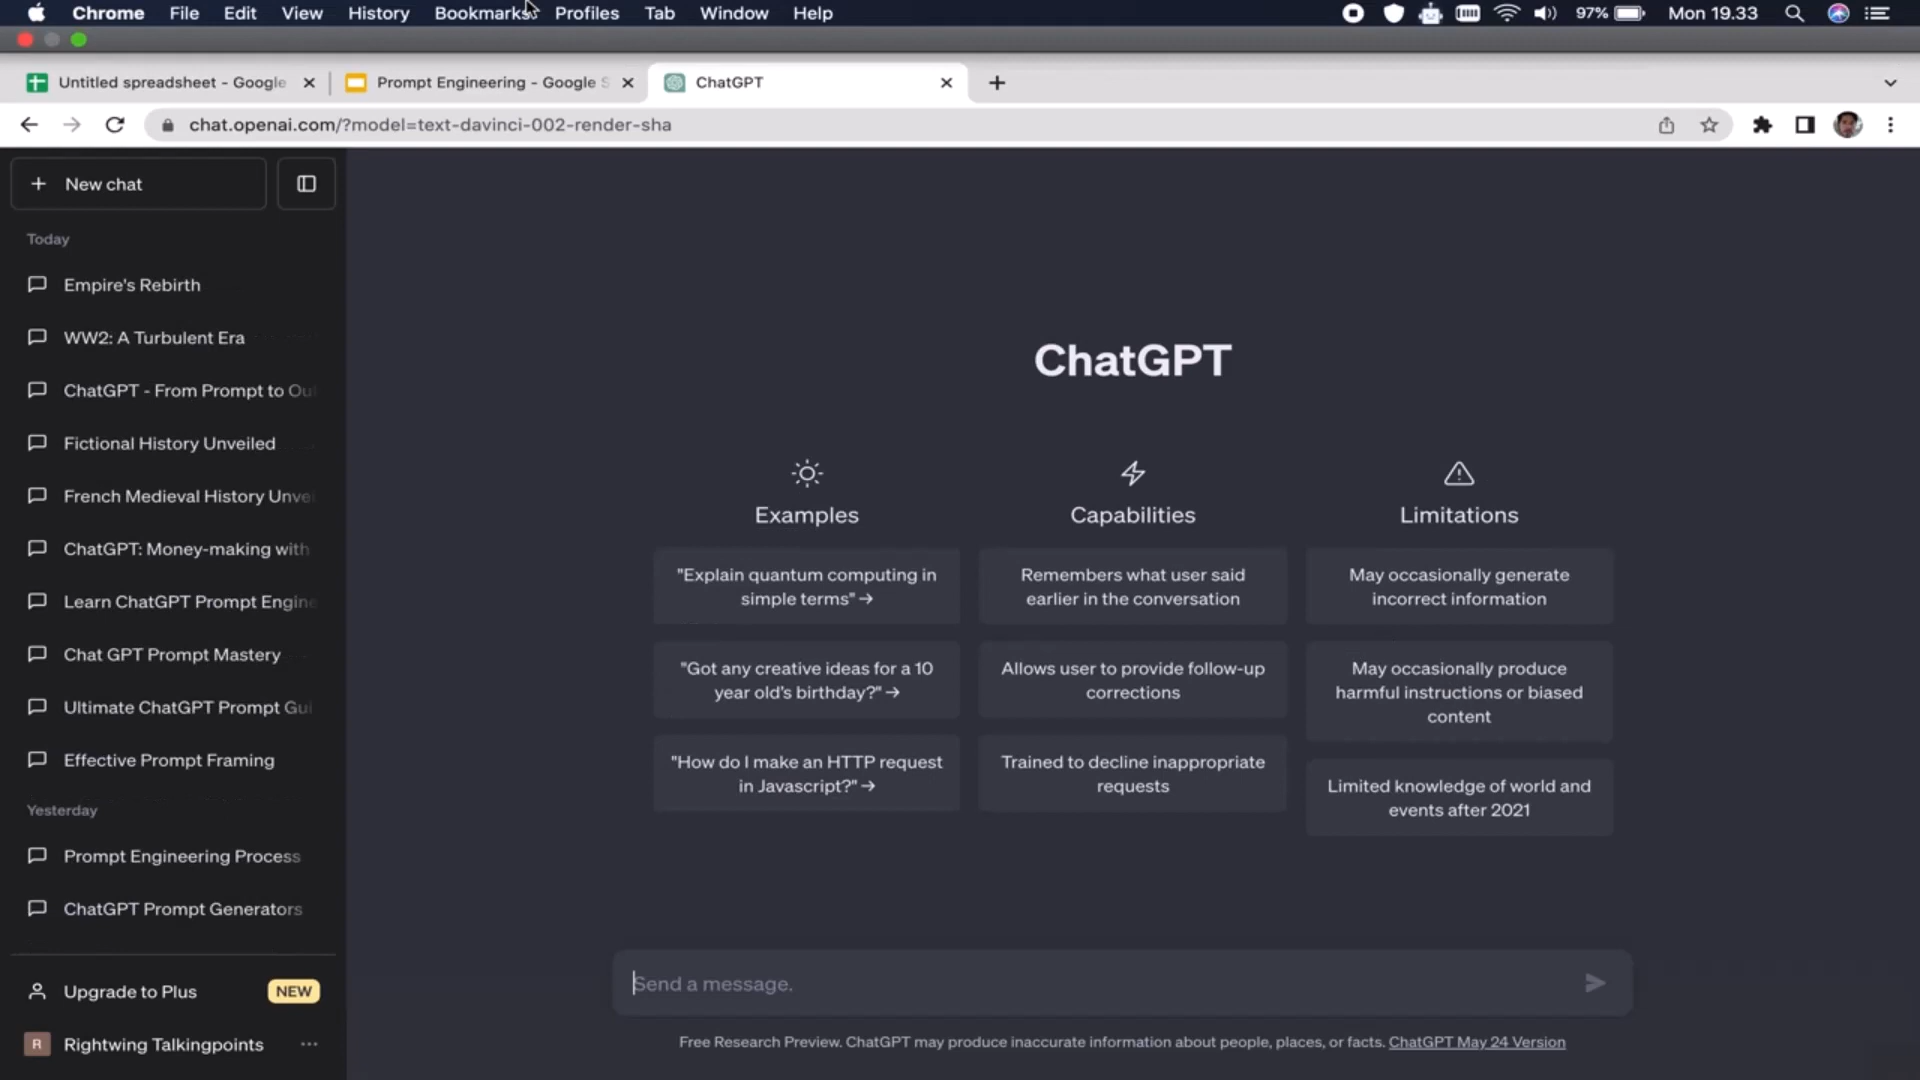 Chrome File Edit View History Bookmarks Profiles Tab Window Help 97% Mon 19.33
Untitled spreadsheet - Google Prompt Engineering - Google S ChatGPT
chat.openai.com/?model=text-davinci-002-render-sha
+ New chat
Today
Empire's Rebirth
WW2: A Turbulent Era
ChatGPT - From Prompt to Out
Fictional History Unveiled
French Medieval History Unvei
ChatGPT: Money-making with
Learn ChatGPT Prompt Engine
Chat GPT Prompt Mastery
Ultimate ChatGPT Prompt Gui
Effective Prompt Framing
Yesterday
Prompt Engineering Process
ChatGPT Prompt Generators
Upgrade to Plus NEW
R Rightwing Talkingpoints ...
ChatGPT
Examples
"Explain quantum computing in
simple terms" →
"Got any creative ideas for a 10
year old's birthday?" →
"How do I make an HTTP request
in Javascript?" →
Capabilities
Remembers what user said
earlier in the conversation
Allows user to provide follow-up
corrections
Trained to decline inappropriate
requests
Limitations
May occasionally generate
incorrect information
May occasionally produce
harmful instructions or biased
content
Limited knowledge of world and
events after 2021
Send a message.
Free Research Preview. ChatGPT may produce inaccurate information about people, places, or facts. ChatGPT May 24 Version